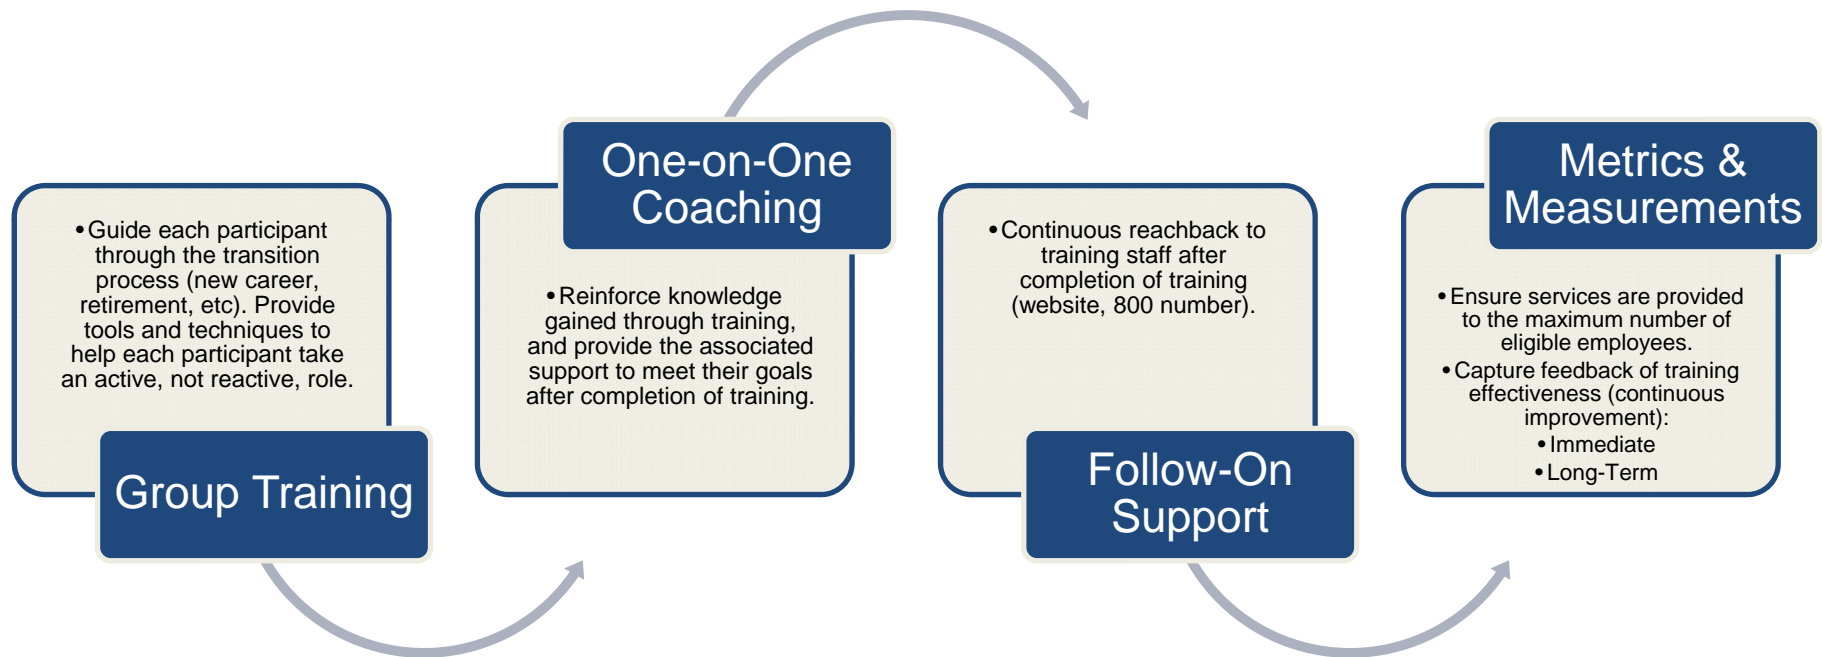 •Guide each participant
through the transition
process (new career,
retirement, etc). Provide
tools and techniques to
help each participant take
an active, not reactive, role.
Group Training
One-on-One
Coaching
•Reinforce knowledge
gained through training,
and provide the associated
support to meet their goals
after completion of training.
•Continuous reachback to
training staff after
completion of training
(website, 800 number).
Follow-On
Support
Metrics &
Measurements
•Ensure services are provided
to the maximum number of
eligible employees.
•Capture feedback of training
effectiveness (continuous
improvement):
•Immediate
•Long-Term